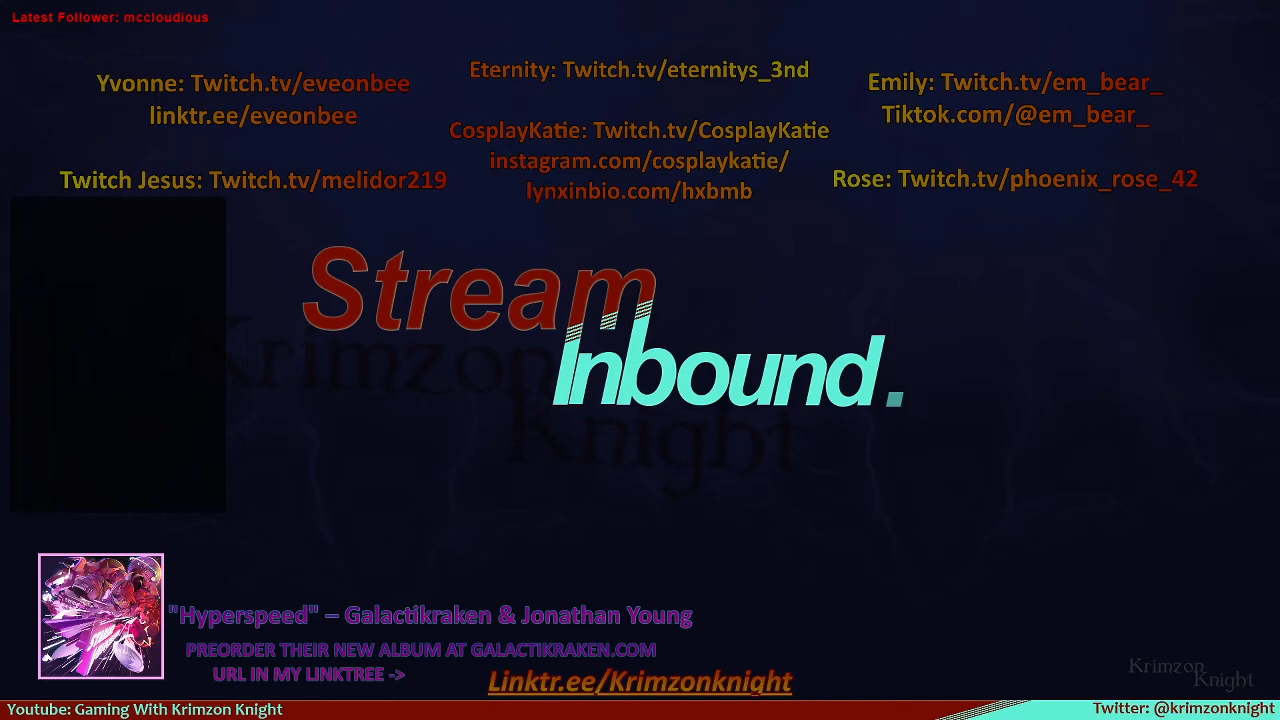 Latest Follower: mccloudious
Yvonne: Twitch.tv/eveonbee
linktr.ee/eveonbee
Eternity: Twitch.tv/eternitys_3nd
Emily: Twitch.tv/em_bear_
Tiktok.com/@em_bear_
CosplayKatie: Twitch.tv/CosplayKatie
instagram.com/cosplaykatie/
lynxinbio.com/hxbmb
Twitch Jesus: Twitch.tv/melidor219
Rose: Twitch.tv/phoenix_rose_42
Stream
Inbound.
Krimzon
Knight
"Hyperspeed" – Galactikraken & Jonathan Young
PREORDER THEIR NEW ALBUM AT GALACTIKRAKEN.COM
URL IN MY LINKTREE ->
Linktr.ee/Krimzonknight
Krimzon
Knight
Youtube: Gaming With Krimzon Knight
Twitter: @krimzonknight